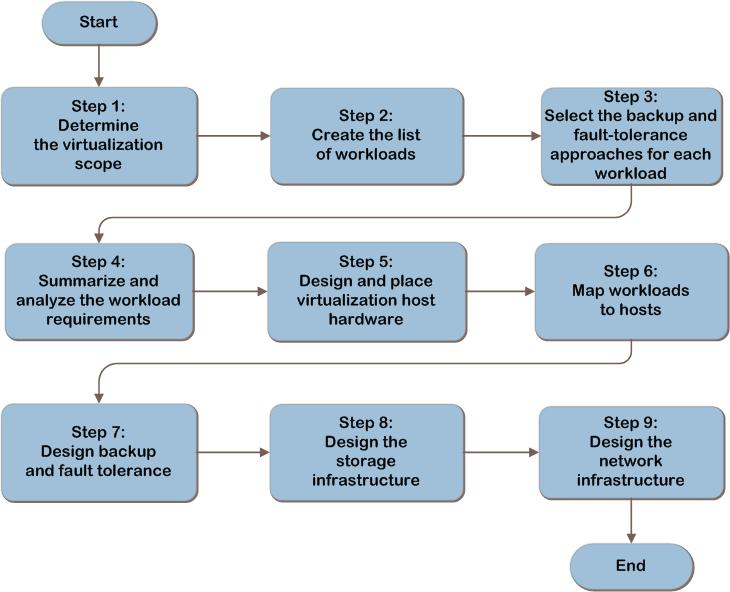 Start
Step 1:
Determine
the virtualization
scope
Step 2:
Create the list
of workloads
Step 3:
Select the backup and
fault-tolerance
approaches for each
workload
Step 4:
Summarize and
analyze the workload
requirements
Step 5:
Design and place
virtualization host
hardware
Step 6:
Map workloads
to hosts
Step 7:
Design backup
and fault tolerance
Step 8:
Design the
storage
infrastructure
Step 9:
Design the
network
infrastructure
End